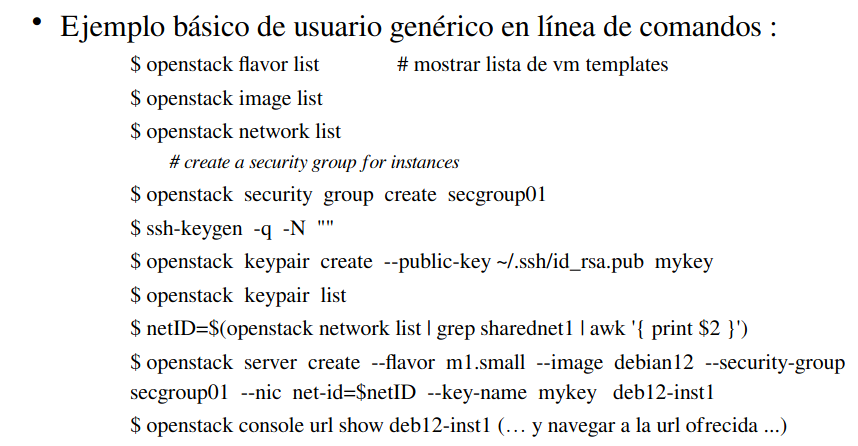 • Ejemplo básico de usuario genérico en línea de comandos :
$ openstack flavor list # mostrar lista de vm templates
$ openstack image list
$ openstack network list
# create a security group for instances
$ openstack security group create secgroup01
$ ssh-keygen -q -N ""
$ openstack keypair create --public-key ~/.ssh/id_rsa.pub mykey
$ openstack keypair list
$ netID=$(openstack network list | grep sharednet1 | awk '{ print $2 }')
$ openstack server create --flavor m1.small --image debian12 --security-group
secgroup01 --nic net-id=$netID --key-name mykey deb12-inst1
$ openstack console url show deb12-inst1 (… y navegar a la url ofrecida ...)